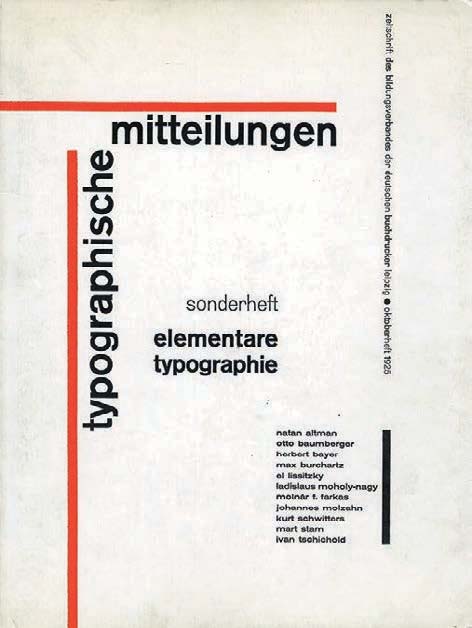 typographische
mitteilungen
zeitschrift des bildungsverbandes der deutschen buchdrucker leipzig ● oktoberheft 1925
sonderheft
elementare
typographie
natan altman
otto baumberger
herbert bayer
max burchartz
el lissitzky
ladislaus moholy-nagy
molnár f. farkas
johannes molzahn
kurt schwitters
mart stam
ivan tschichold